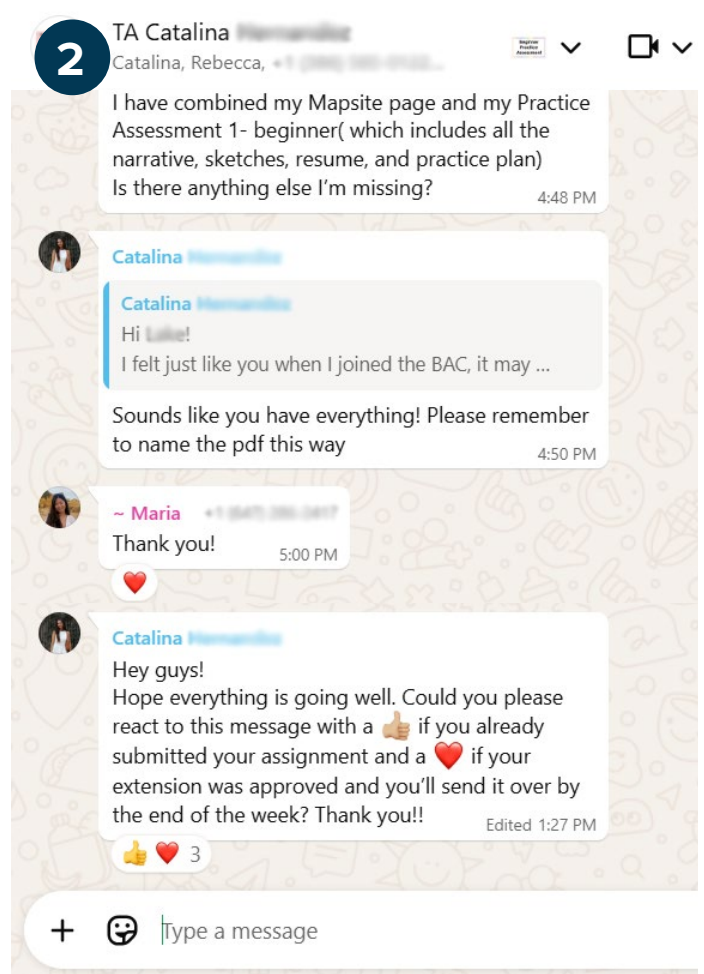 2
TA Catalina
Catalina, Rebecca,
Beginner
Practice
Assessment
I have combined my Mapsite page and my Practice
Assessment 1- beginner( which includes all the
narrative, sketches, resume, and practice plan)
Is there anything else I'm missing?
4:48 PM
Catalina
Catalina
Hi
I felt just like you when I joined the BAC, it may ...
Sounds like you have everything! Please remember
to name the pdf this way
4:50 PM
~ Maria
Thank you!
5:00 PM
Catalina
Hey guys!
Hope everything is going well. Could you please
react to this message with a 👍🏼 if you already
submitted your assignment and a ❤️ if your
extension was approved and you'll send it over by
the end of the week? Thank you!!
Edited 1:27 PM
👍 ❤️ 3
Type a message